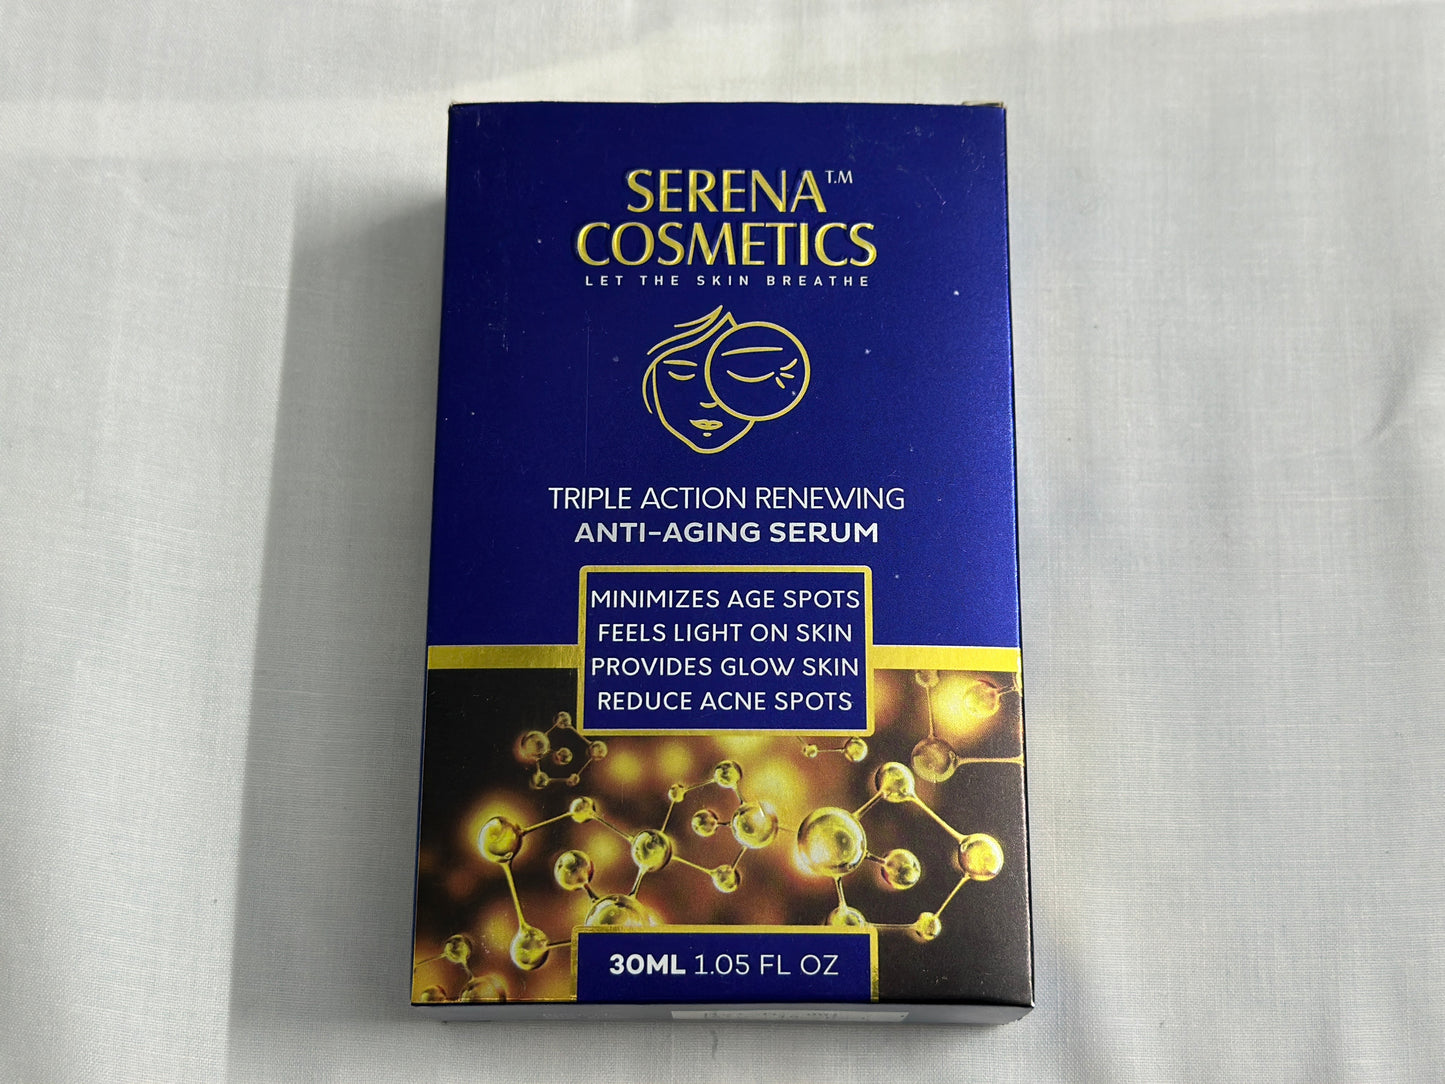 SERENA T.M
COSMETICS
LET THE SKIN BREATHE
TRIPLE ACTION RENEWING
ANTI-AGING SERUM
MINIMIZES AGE SPOTS
FEELS LIGHT ON SKIN
PROVIDES GLOW SKIN
REDUCE ACNE SPOTS
30ML 1.05 FL OZ